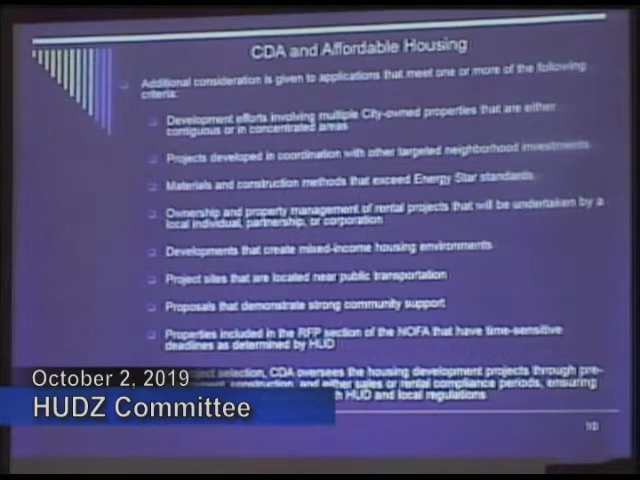 CDA and Affordable Housing
Additional consideration is given to applications that meet one or more of the following
criteria:
Development efforts involving multiple City-owned properties that are either
contiguous or in concentrated areas
Projects developed in coordination with other targeted neighborhood investments
Materials and construction methods that exceed Energy Star standards
Ownership and property management of rental projects that will be undertaken by a
local individual, partnership, or corporation
Developments that create mixed-income housing environments
Project sites that are located near public transportation
Proposals that demonstrate strong community support
Properties included in the RFP section of the NOFA that have time-sensitive
deadlines as determined by HUD
selection, CDA oversees the housing development projects through pre-
construction, and either sales or rental compliance periods, ensuring
HUD and local regulations
October 2, 2019
HUDZ Committee